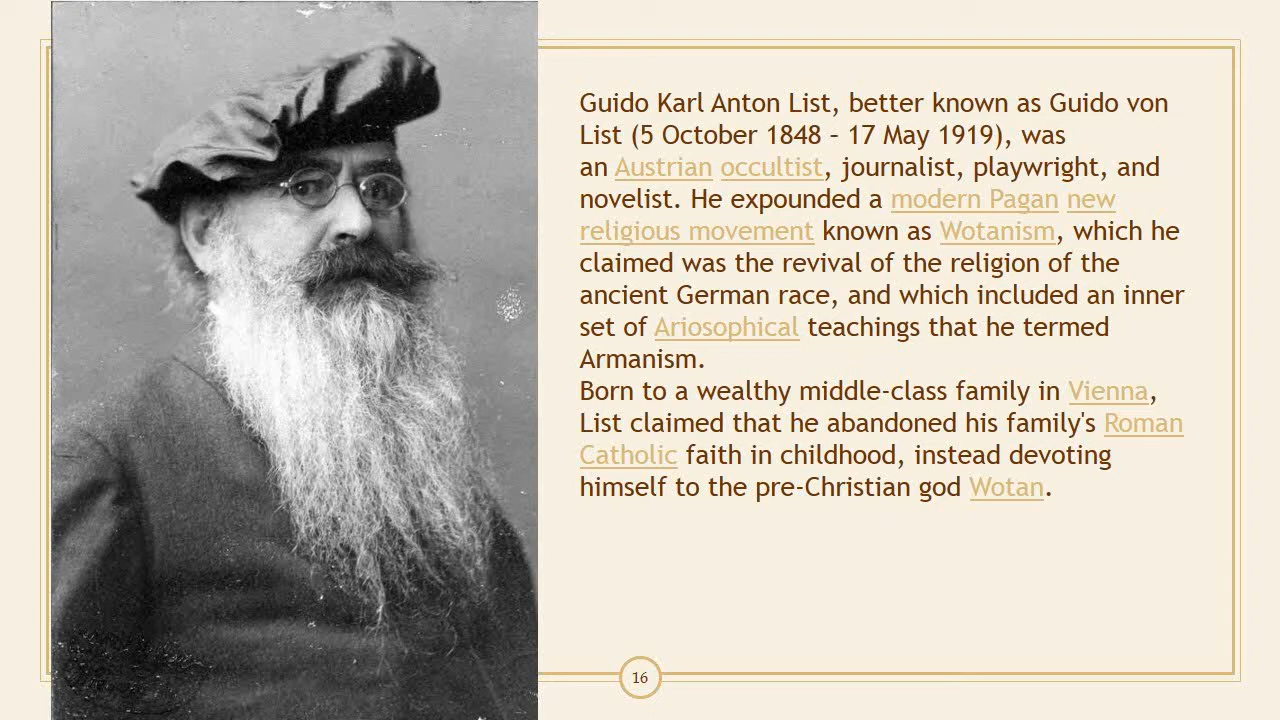 Guido Karl Anton List, better known as Guido von
List (5 October 1848 – 17 May 1919), was
an Austrian occultist, journalist, playwright, and
novelist. He expounded a modern Pagan new
religious movement known as Wotanism, which he
claimed was the revival of the religion of the
ancient German race, and which included an inner
set of Ariosophical teachings that he termed
Armanism.
Born to a wealthy middle-class family in Vienna,
List claimed that he abandoned his family's Roman
Catholic faith in childhood, instead devoting
himself to the pre-Christian god Wotan.
16